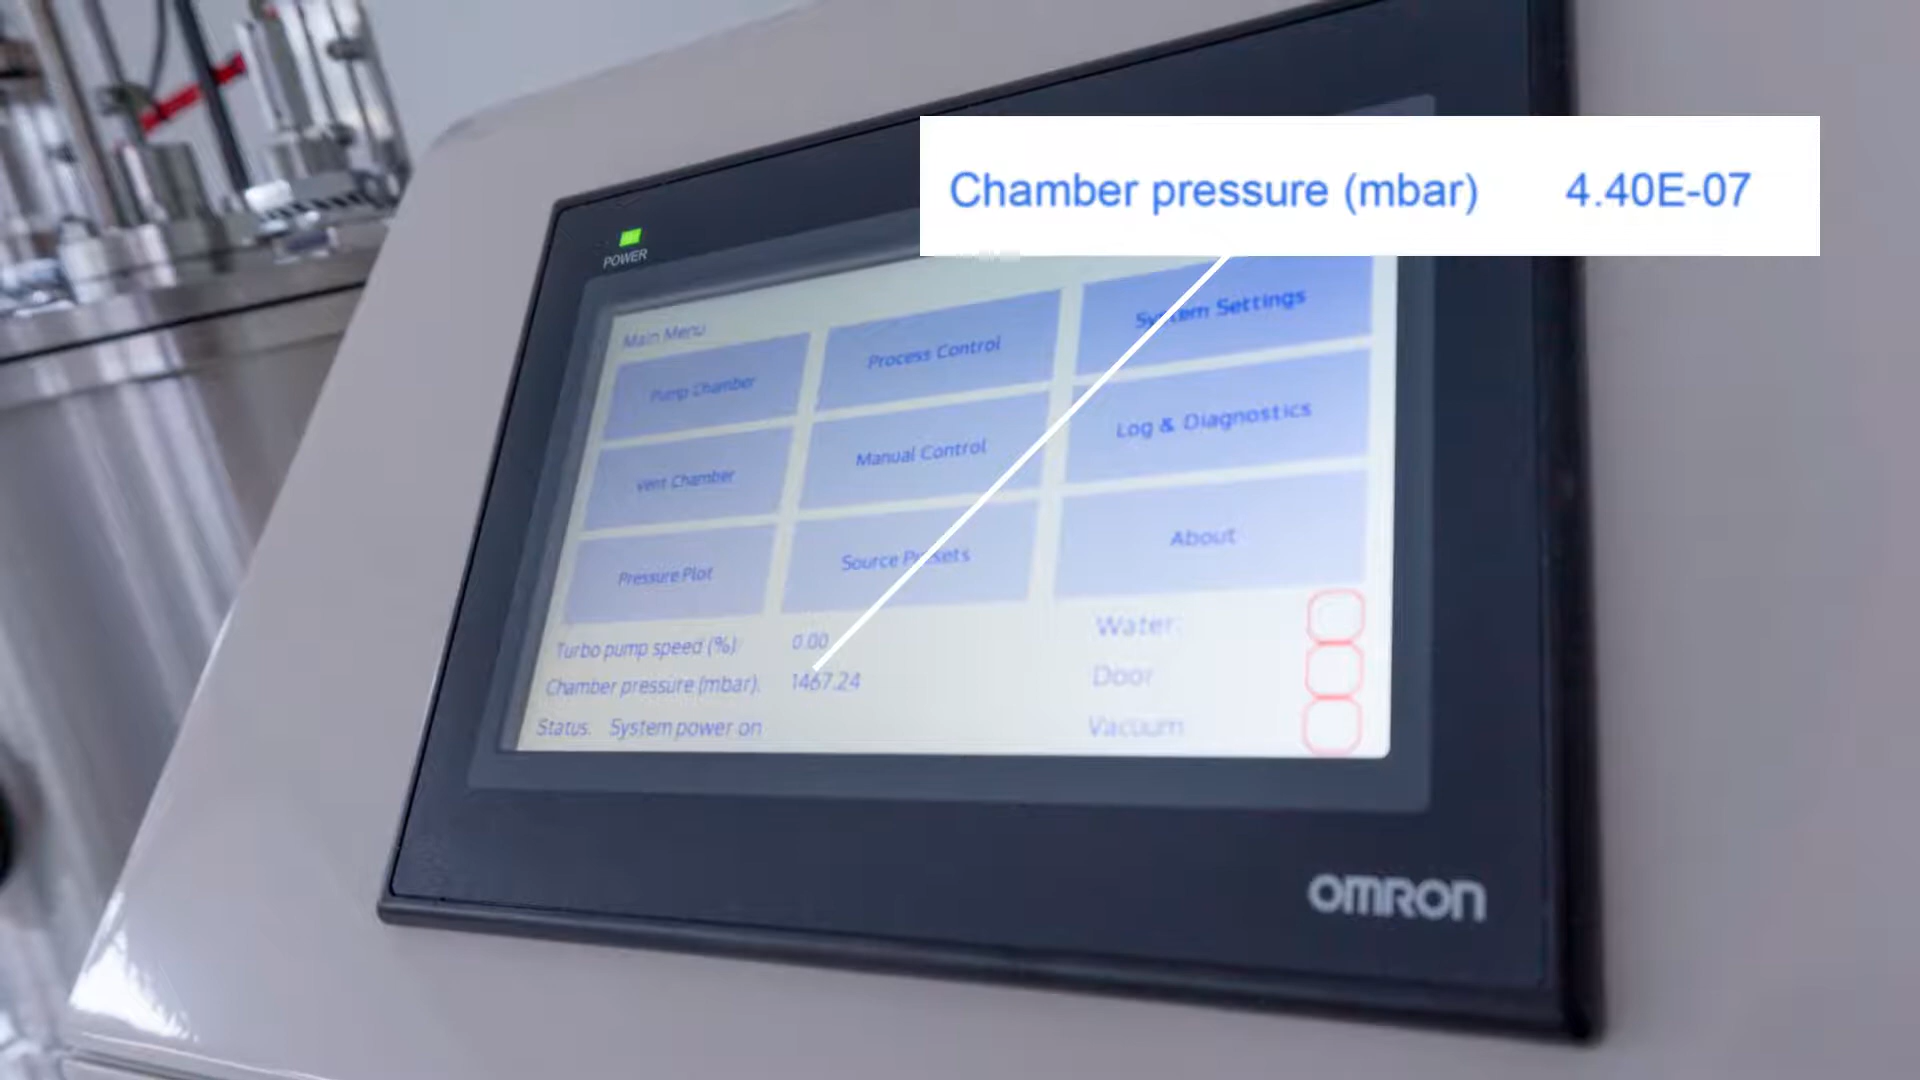 Chamber pressure (mbar) 4.40E-07
POWER
Main Menu
Pump Chamber
Process Control
System Settings
Vent Chamber
Manual Control
Log & Diagnostics
Pressure Plot
Source Presets
About
Turbo pump speed (%) 0.00
Water:
Chamber pressure (mbar): 1467.24
Door
Status: System power on
Vacuum
OMRON